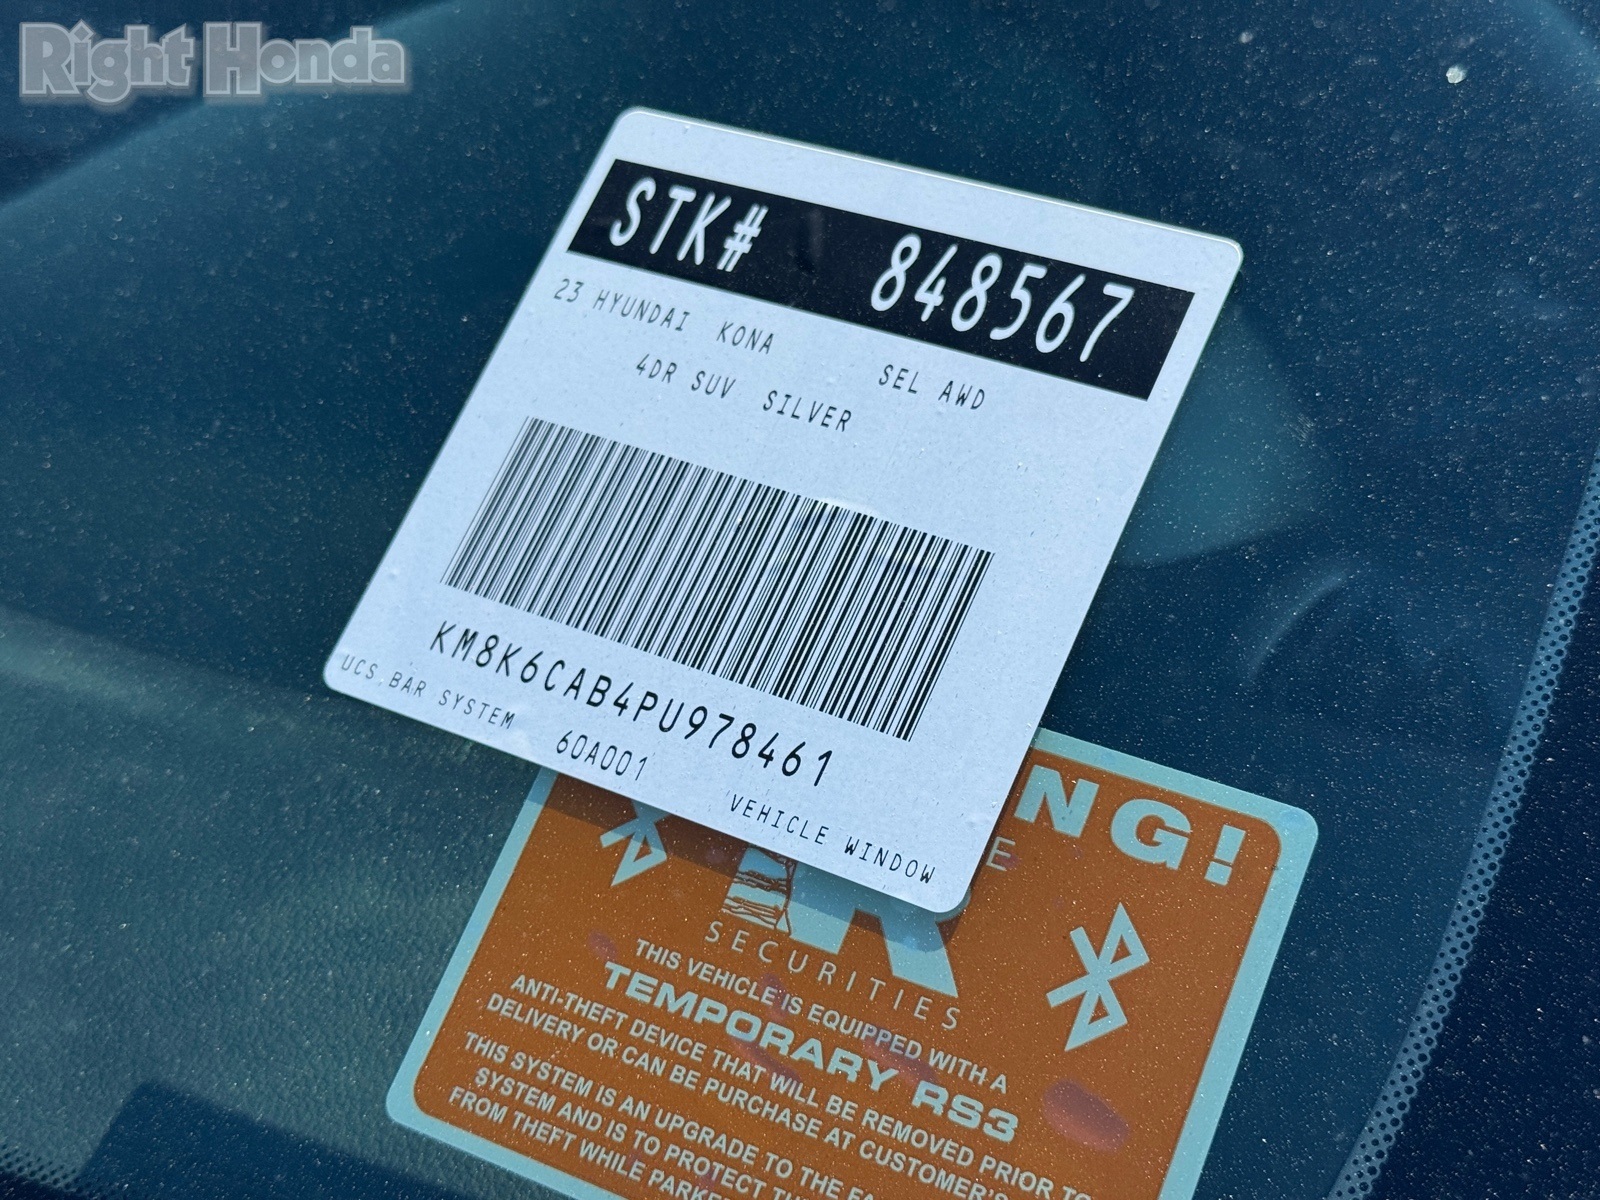 Right Honda
STK# 848567
23 HYUNDAI KONA SEL AWD
4DR SUV SILVER
KM8K6CAB4PU978461
UCS BAR SYSTEM 60A001 VEHICLE WINDOW
NG!
E
SECURITIES
THIS VEHICLE IS EQUIPPED WITH A
TEMPORARY RS3
ANTI-THEFT DEVICE THAT WILL BE REMOVED PRIOR TO
DELIVERY OR CAN BE PURCHASE AT CUSTOMER'S
THIS SYSTEM IS AN UPGRADE TO THE FA
SYSTEM AND IS TO PROTECT TH
FROM THEFT WHILE PARKE